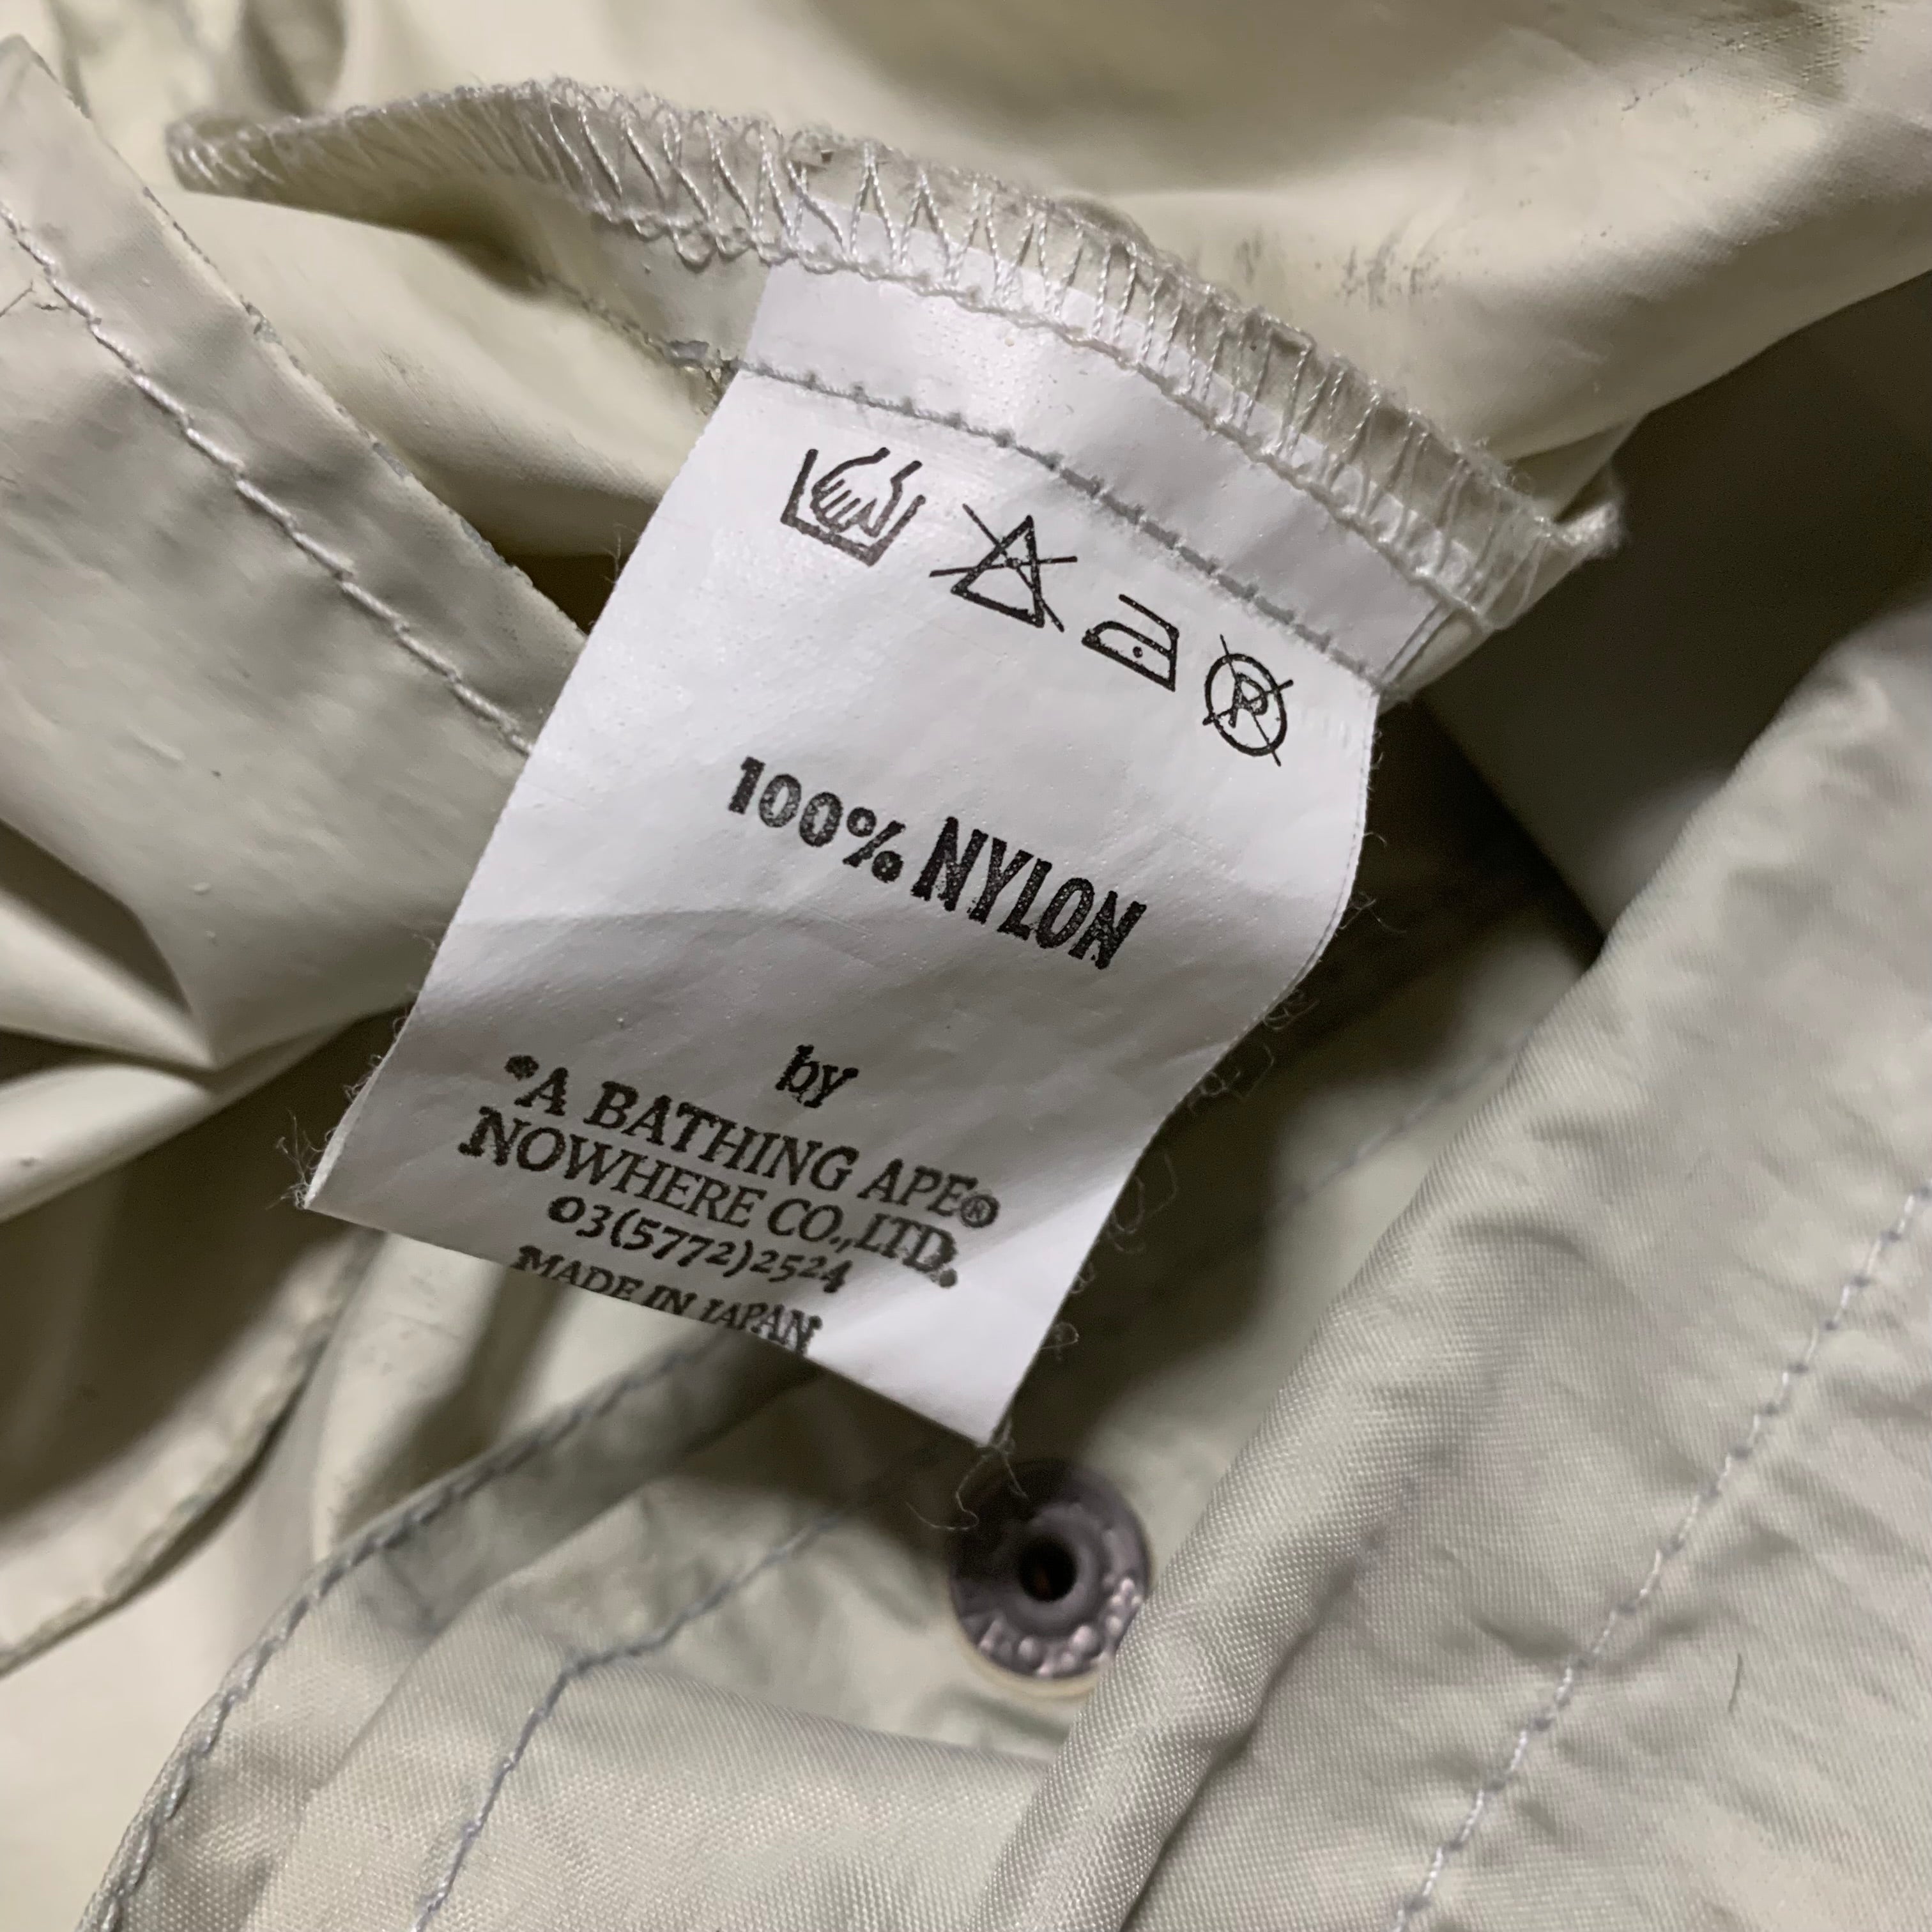 P
100% NYLON
by
*A BATHING APE®
NOWHERE CO.,LTD.
03(5772)2524
MADE IN JAPAN